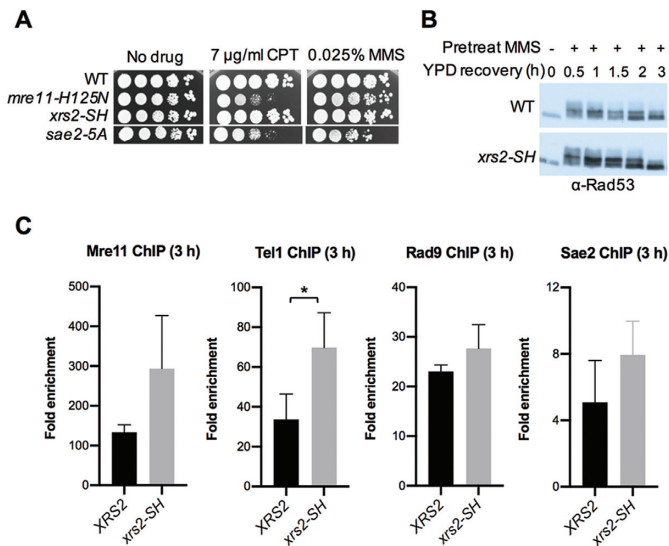 A
No drug 7 µg/ml CPT 0.025% MMS
WT
mre11-H125N
xrs2-SH
sae2-5A
B
Pretreat MMS - + + + + +
YPD recovery (h) 0 0.5 1 1.5 2 3
WT
xrs2-SH
α-Rad53
C
Mre11 ChIP (3 h)
Fold enrichment
500
400
300
200
100
0
XRS2
xrs2-SH
Tel1 ChIP (3 h)
Fold enrichment
100
80
60
40
20
0
*
XRS2
xrs2-SH
Rad9 ChIP (3 h)
Fold enrichment
40
30
20
10
0
XRS2
xrs2-SH
Sae2 ChIP (3 h)
Fold enrichment
12
8
4
0
XRS2
xrs2-SH